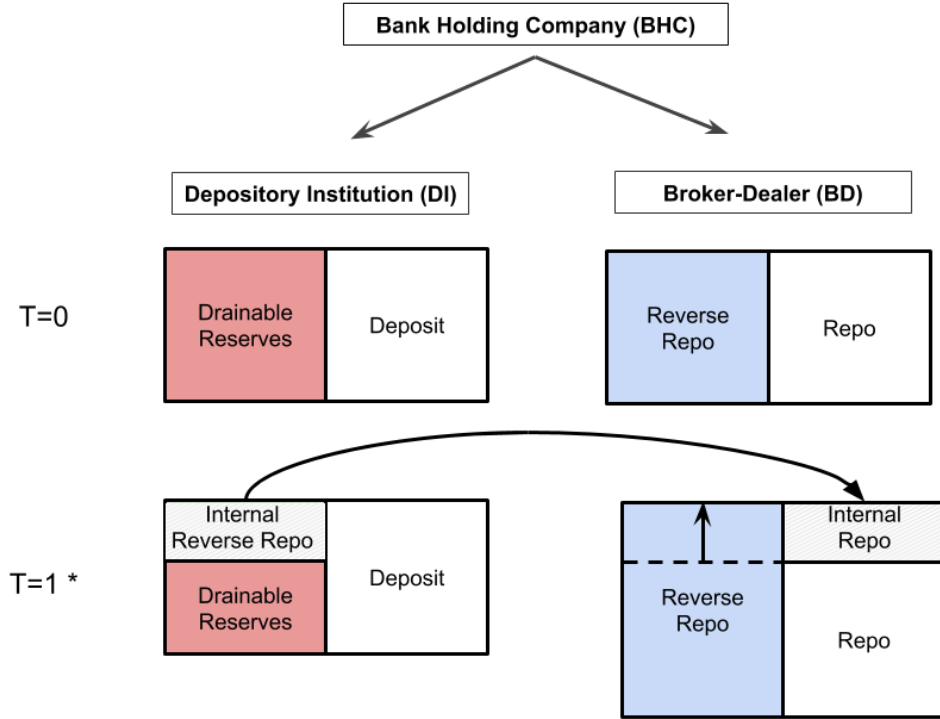 Bank Holding Company (BHC)
Depository Institution (DI)
Broker-Dealer (BD)
T=0
Drainable
Reserves
Deposit
Reverse
Repo
Repo
T=1 *
Internal
Reverse Repo
Drainable
Reserves
Deposit
Reverse
Repo
Internal
Repo
Repo